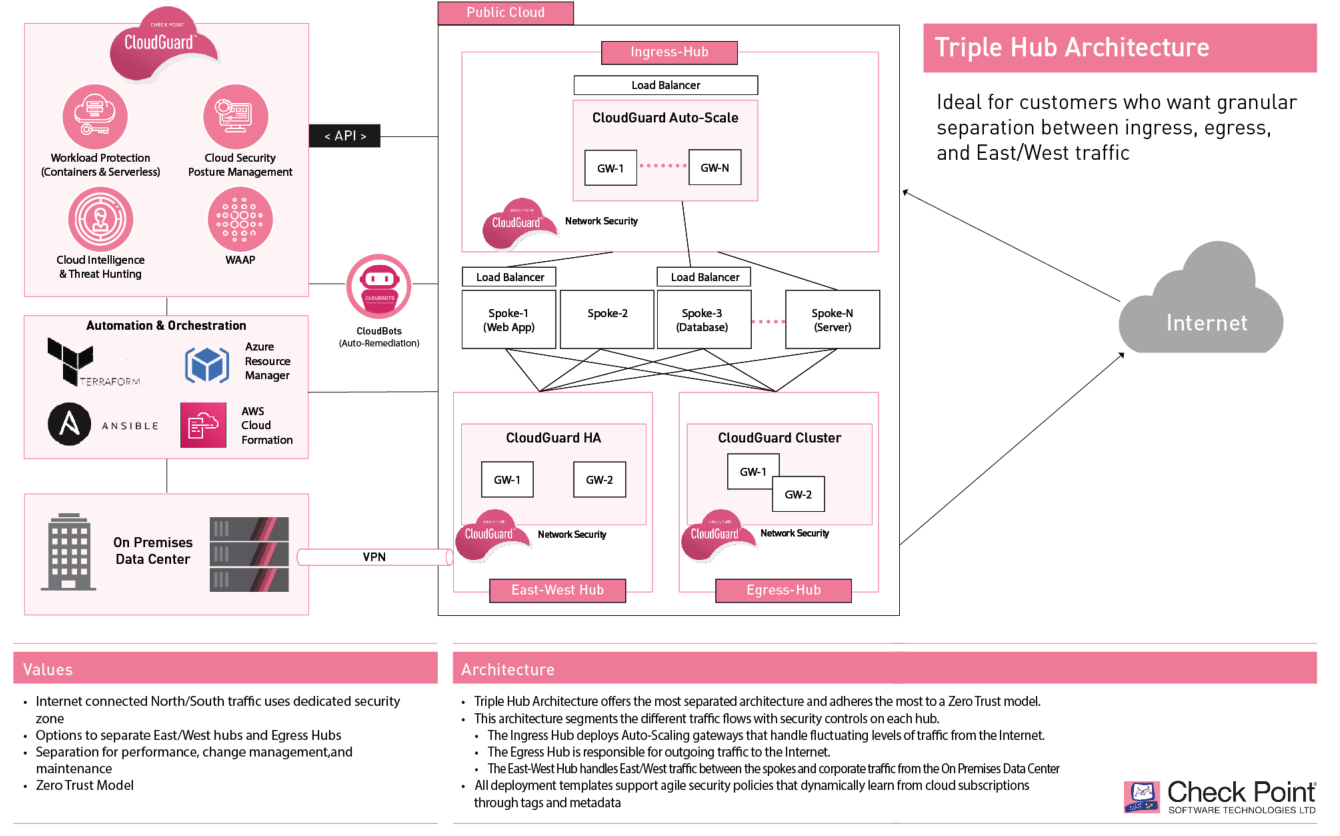 Public Cloud
CHECK POINT
CloudGuard™
Workload Protection
(Containers & Serverless)
Cloud Security
Posture Management
Cloud Intelligence
& Threat Hunting
WAAP
< API >
CLOUDBOTS
CloudBots
(Auto-Remediation)
Automation & Orchestration
TERRAFORM
Azure
Resource
Manager
ANSIBLE
AWS
Cloud
Formation
On Premises
Data Center
VPN
Ingress-Hub
Load Balancer
CloudGuard Auto-Scale
GW-1
GW-N
CHECK POINT
CloudGuard™
Network Security
Load Balancer
Load Balancer
Spoke-1
(Web App)
Spoke-2
Spoke-3
(Database)
Spoke-N
(Server)
CloudGuard HA
GW-1
GW-2
CloudGuard™
Network Security
East-West Hub
CloudGuard Cluster
GW-1
GW-2
CloudGuard™
Network Security
Egress-Hub
Triple Hub Architecture
Ideal for customers who want granular
separation between ingress, egress,
and East/West traffic
Internet
Values
• Internet connected North/South traffic uses dedicated security
zone
• Options to separate East/West hubs and Egress Hubs
• Separation for performance, change management,and
maintenance
• Zero Trust Model
Architecture
• Triple Hub Architecture offers the most separated architecture and adheres the most to a Zero Trust model.
• This architecture segments the different traffic flows with security controls on each hub.
• The Ingress Hub deploys Auto-Scaling gateways that handle fluctuating levels of traffic from the Internet.
• The Egress Hub is responsible for outgoing traffic to the Internet.
• The East-West Hub handles East/West traffic between the spokes and corporate traffic from the On Premises Data Center
• All deployment templates support agile security policies that dynamically learn from cloud subscriptions
through tags and metadata
Check Point
SOFTWARE TECHNOLOGIES LTD